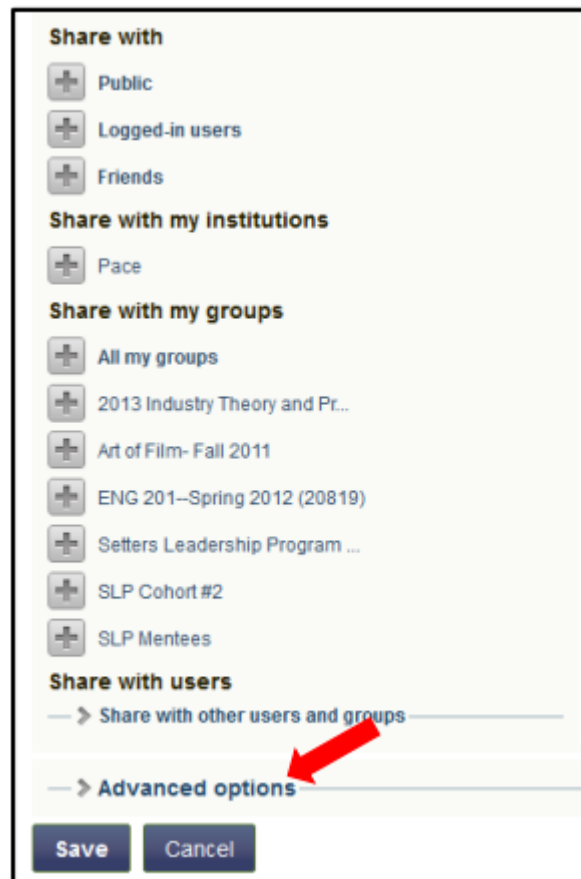 Share with
Public
Logged-in users
Friends
Share with my institutions
Pace
Share with my groups
All my groups
2013 Industry Theory and Pr...
Art of Film- Fall 2011
ENG 201--Spring 2012 (20819)
Setters Leadership Program ...
SLP Cohort #2
SLP Mentees
Share with users
Share with other users and groups
Advanced options
Save Cancel